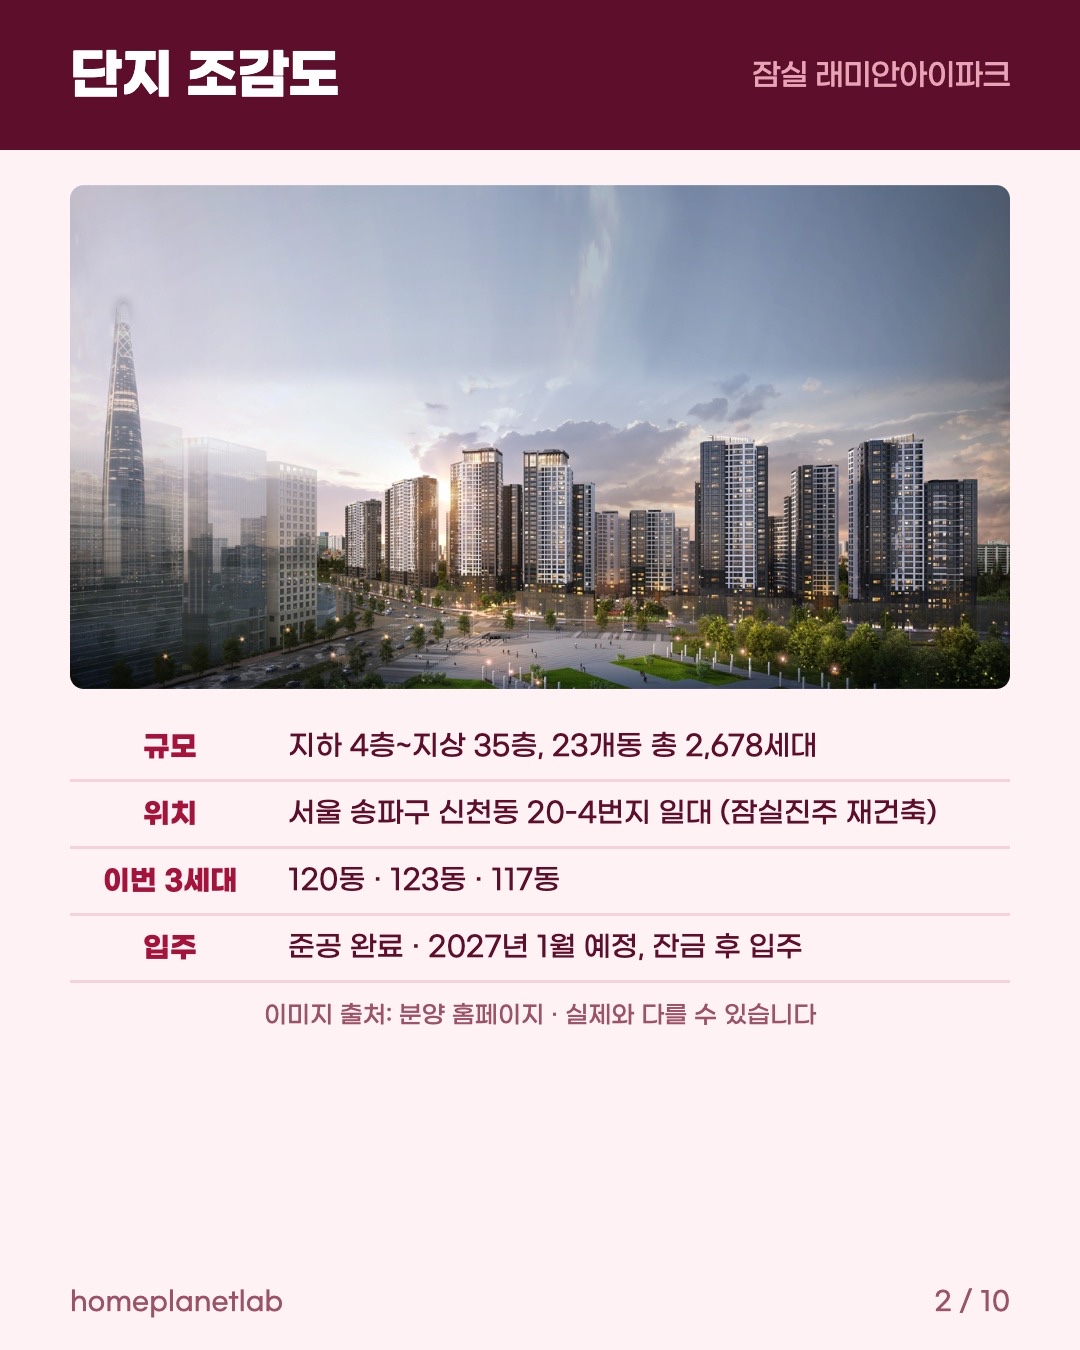 단지 조감도
잠실 래미안아이파크
규모 지하 4층~지상 35층, 23개동 총 2,678세대
위치 서울 송파구 신천동 20-4번지 일대 (잠실진주 재건축)
이번 3세대 120동 · 123동 · 117동
입주 준공 완료 · 2027년 1월 예정, 잔금 후 입주
이미지 출처: 분양 홈페이지 · 실제와 다를 수 있습니다
homeplanetlab
2 / 10